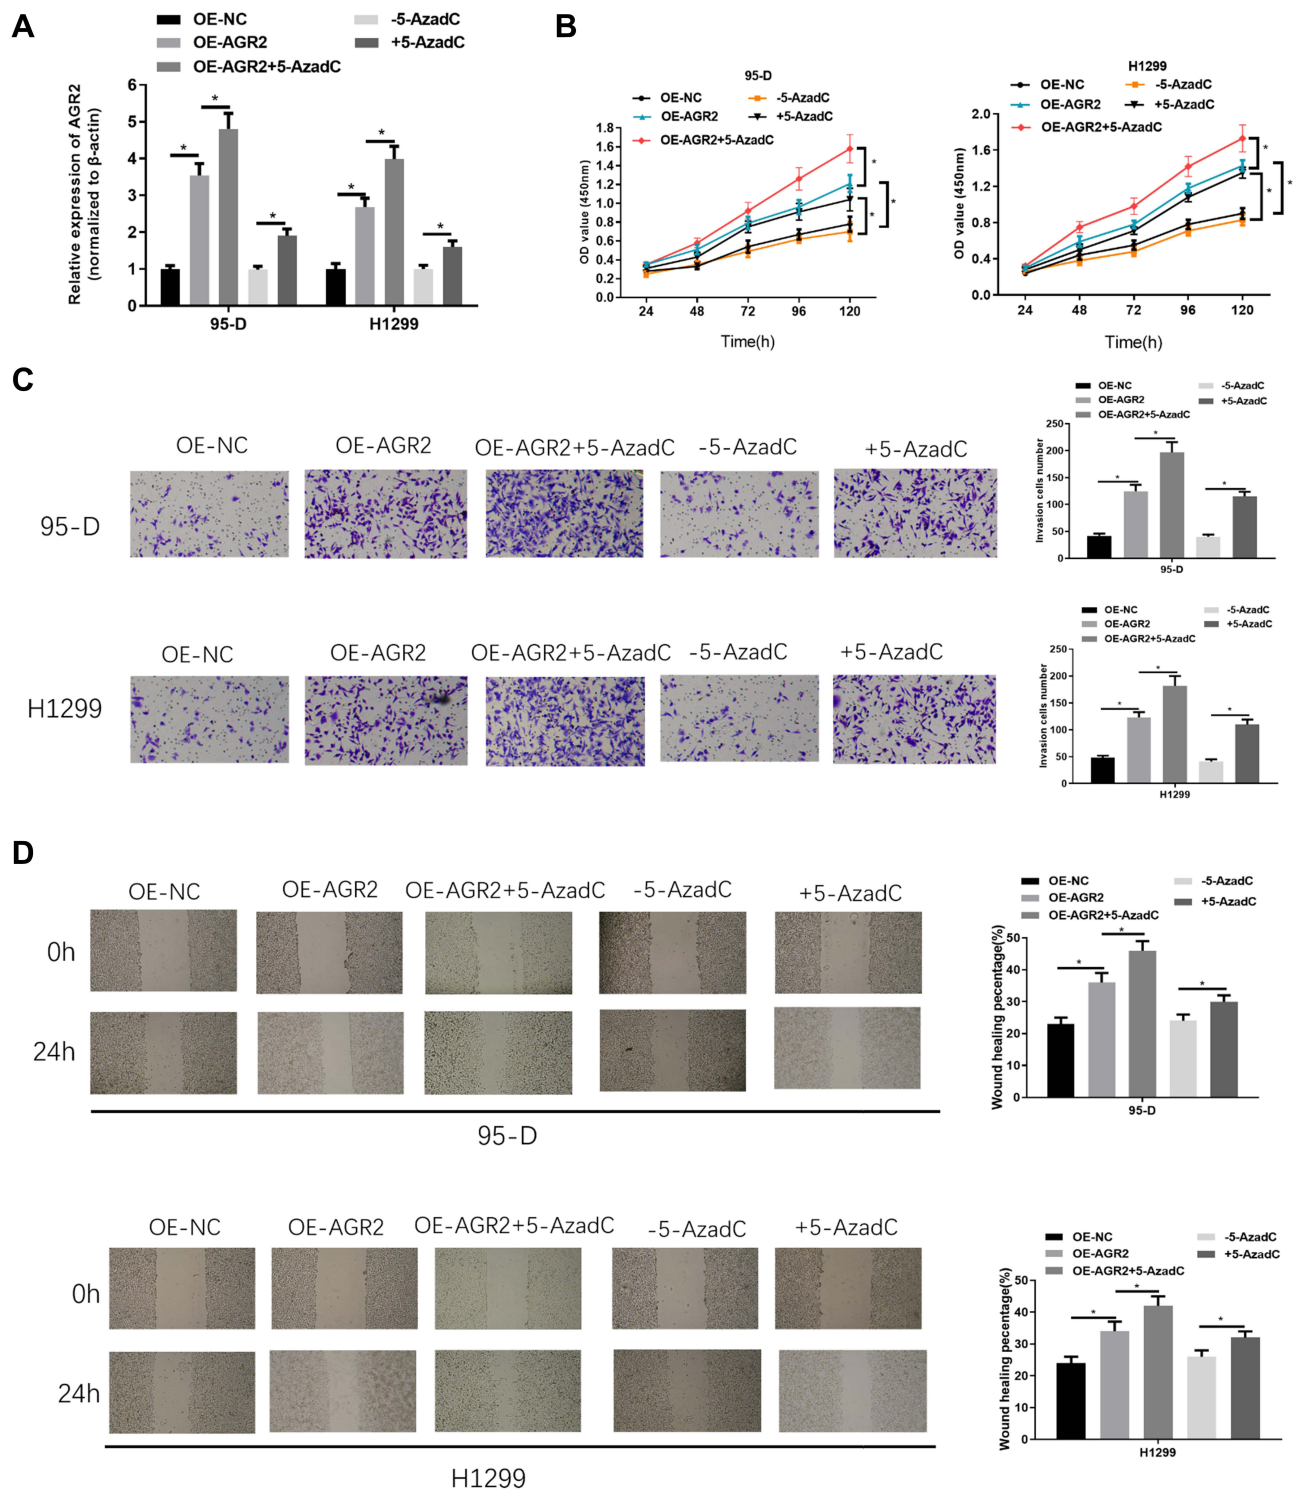 A
OE-NC
-5-AzadC
OE-AGR2
+5-AzadC
OE-AGR2+5-AzadC
Relative expression of AGR2
(normalized to β-actin)
6
5
4
3
2
1
0
*
*
*
*
*
*
95-D
H1299
B
95-D
OE-NC
-5-AzadC
OE-AGR2
+5-AzadC
OE-AGR2+5-AzadC
OD value (450nm)
1.8
1.6
1.4
1.2
1.0
0.8
0.6
0.4
0.2
0.0
*
*
*
24 48 72 96 120
Time(h)
H1299
OE-NC
-5-AzadC
OE-AGR2
+5-AzadC
OE-AGR2+5-AzadC
OD value (450nm)
2.0
1.6
1.2
0.8
0.4
0.0
*
*
*
24 48 72 96 120
Time(h)
C
OE-NC OE-AGR2 OE-AGR2+5-AzadC -5-AzadC +5-AzadC
95-D
OE-NC
-5-AzadC
OE-AGR2
+5-AzadC
OE-AGR2+5-AzadC
Invasion cells number
250
200
150
100
50
0
*
*
*
95-D
OE-NC OE-AGR2 OE-AGR2+5-AzadC -5-AzadC +5-AzadC
H1299
OE-NC
-5-AzadC
OE-AGR2
+5-AzadC
OE-AGR2+5-AzadC
Invasion cells number
250
200
150
100
50
0
*
*
*
H1299
D
OE-NC OE-AGR2 OE-AGR2+5-AzadC -5-AzadC +5-AzadC
0h
24h
95-D
OE-NC
-5-AzadC
OE-AGR2
+5-AzadC
OE-AGR2+5-AzadC
Wound healing pecentage(%)
50
40
30
20
10
0
*
*
*
95-D
OE-NC OE-AGR2 OE-AGR2+5-AzadC -5-AzadC +5-AzadC
0h
24h
H1299
OE-NC
-5-AzadC
OE-AGR2
+5-AzadC
OE-AGR2+5-AzadC
Wound healing pecentage(%)
50
40
30
20
10
0
*
*
*
H1299